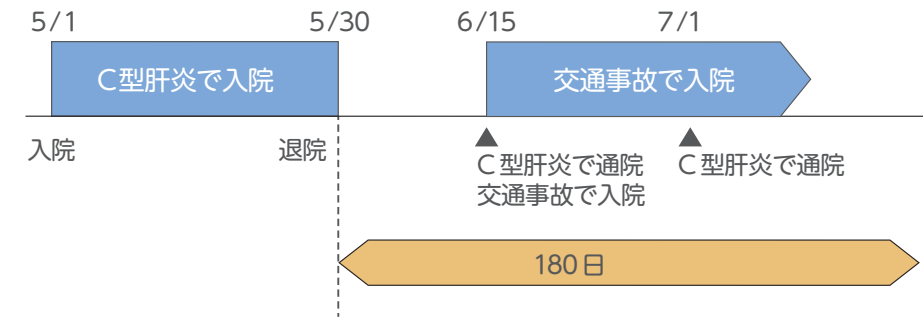 5/1
5/30
6/15
7/1
C型肝炎で入院
交通事故で入院
入院
退院
▲
C型肝炎で通院
交通事故で入院
▲
C型肝炎で通院
180日